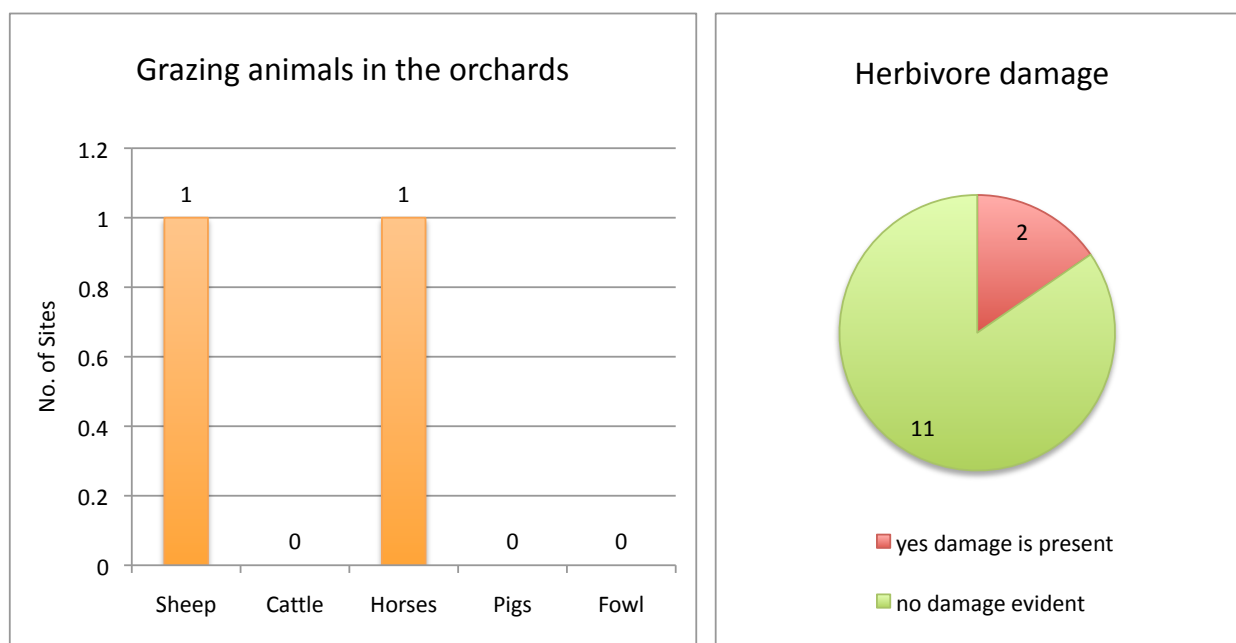 Grazing animals in the orchards
1.2
1
0.8
0.6
0.4
0.2
0
No. of Sites
1
0
1
0
0
Sheep
Cattle
Horses
Pigs
Fowl
Herbivore damage
2
11
yes damage is present
no damage evident